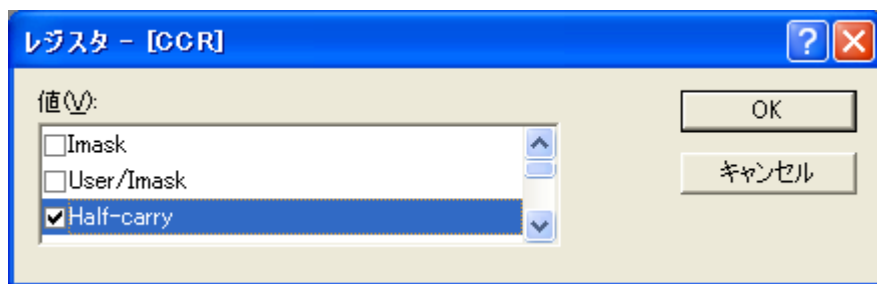 レジスタ - [CCR]
値(V):
Imask
User/Imask
Half-carry
OK
キャンセル